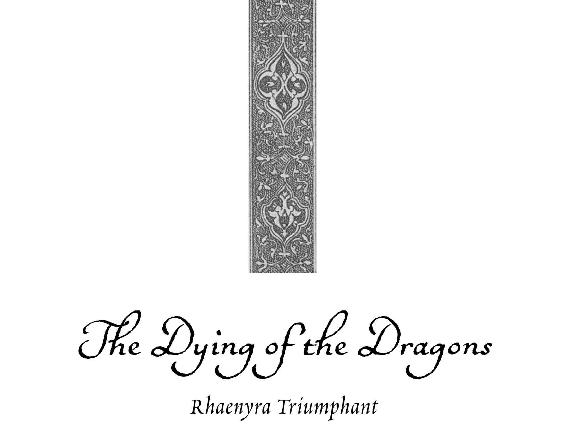 The Dying of the Dragons
Rhaenyra Triumphant